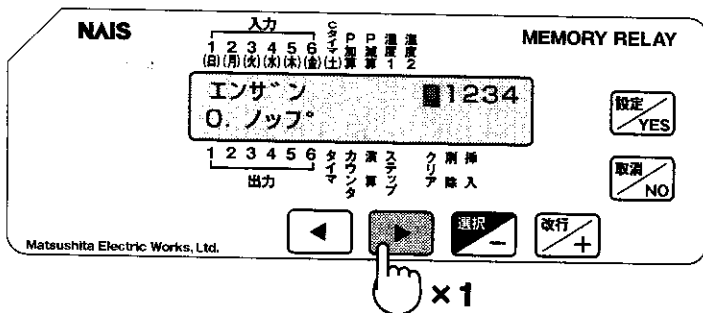 NAIS
MEMORY RELAY
入力
1 2 3 4 5 6
(日)(月)(火)(水)(木)(金)(土)
Cタイマ P加算 P減算 温度1 温度2
エンサ゛ン ■1234
0. ノッフ゜
1 2 3 4 5 6
タイマ カウンタ 演算 ステップ クリア 削除 挿入
出力
設定/YES
取消/NO
◀ ▶ 選択/− 改行/+
Matsushita Electric Works, Ltd.
×1